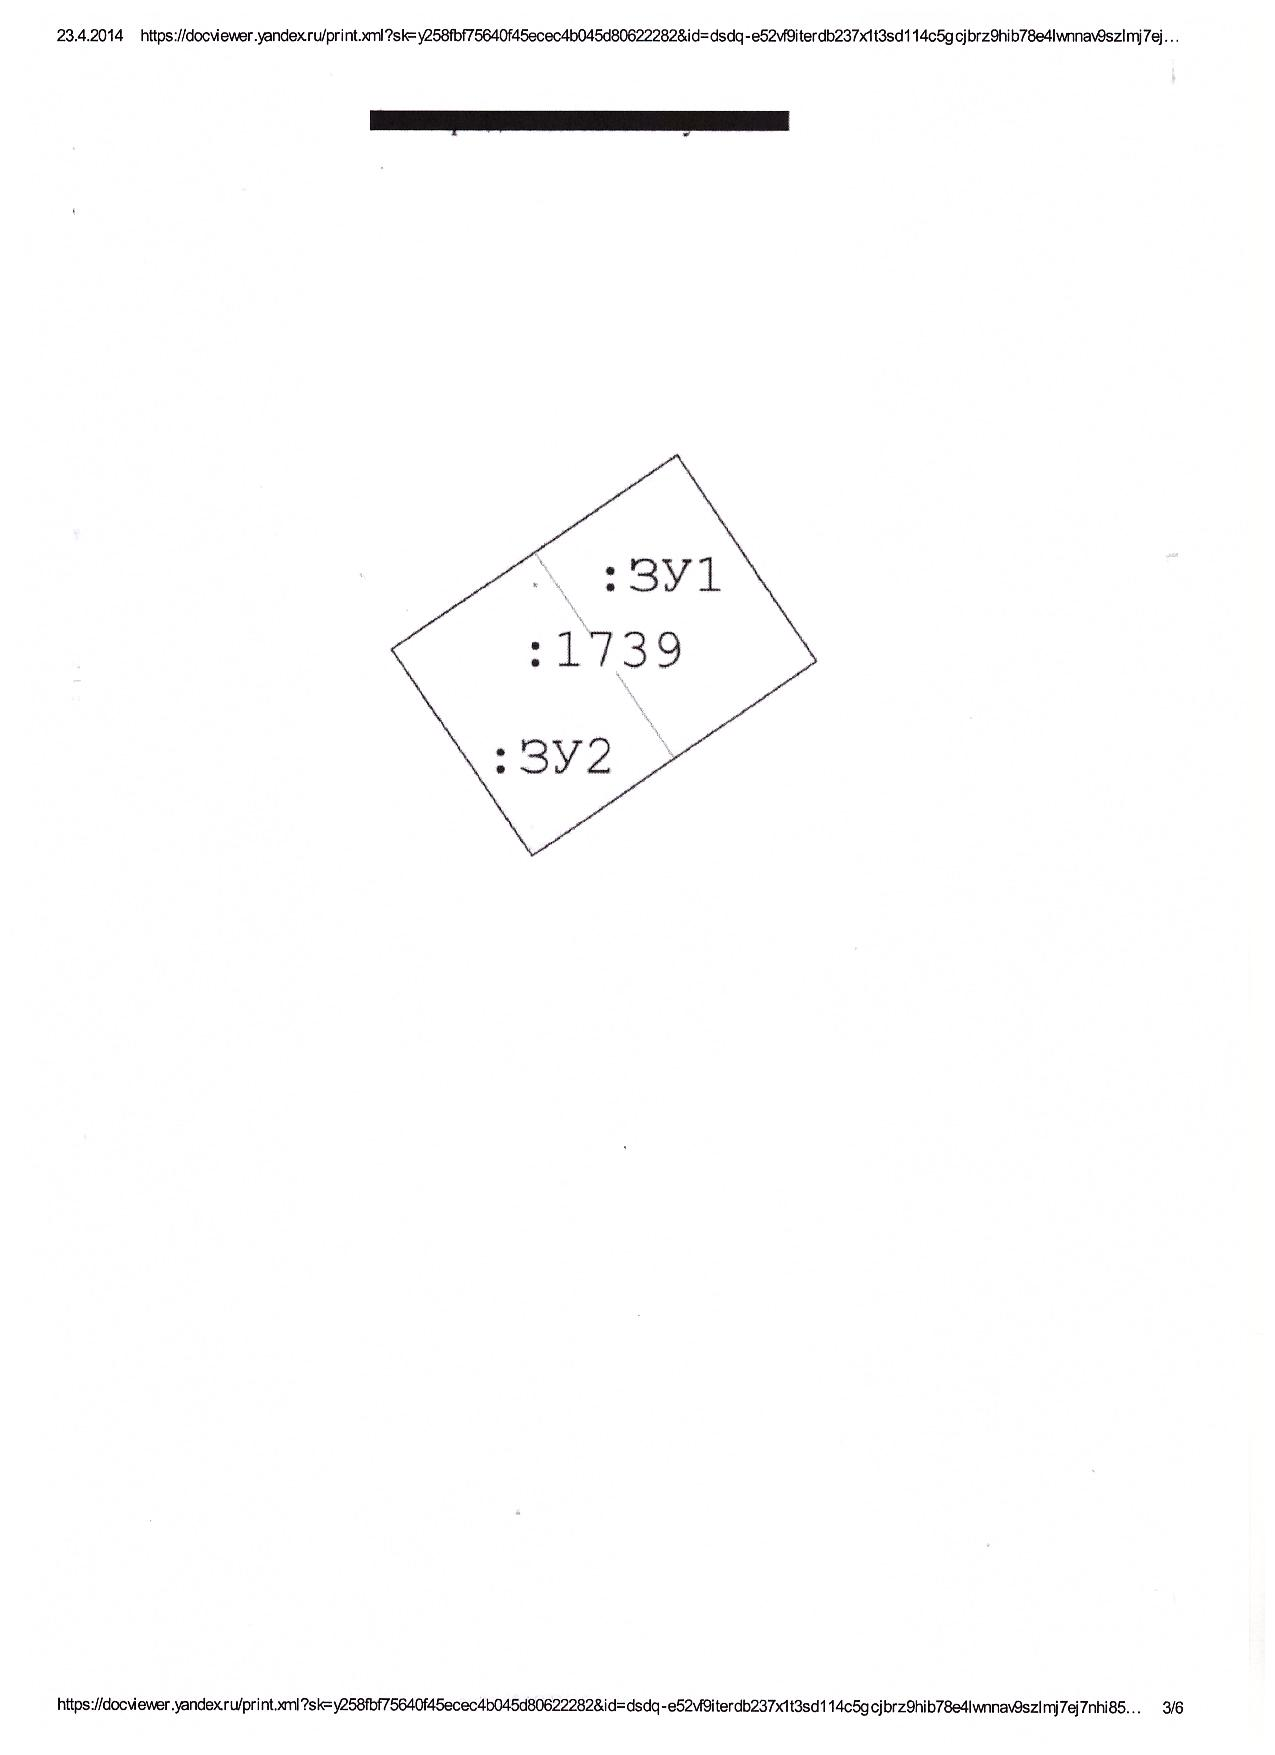 23.4.2014 https://docviewer.yandex.ru/print.xml?sk=y258fbf75640f45ecec4b045d80622282&id=dsdq-e52vf9iterdb237x1t3sd114c5gcjbrz9hib78e4lwnnav9szlmj7ej…
:ЗУ1
:1739
:ЗУ2
https://docviewer.yandex.ru/print.xml?sk=y258fbf75640f45ecec4b045d80622282&id=dsdq-e52vf9iterdb237x1t3sd114c5gcjbrz9hib78e4lwnnav9szlmj7ej7nhi85… 3/6